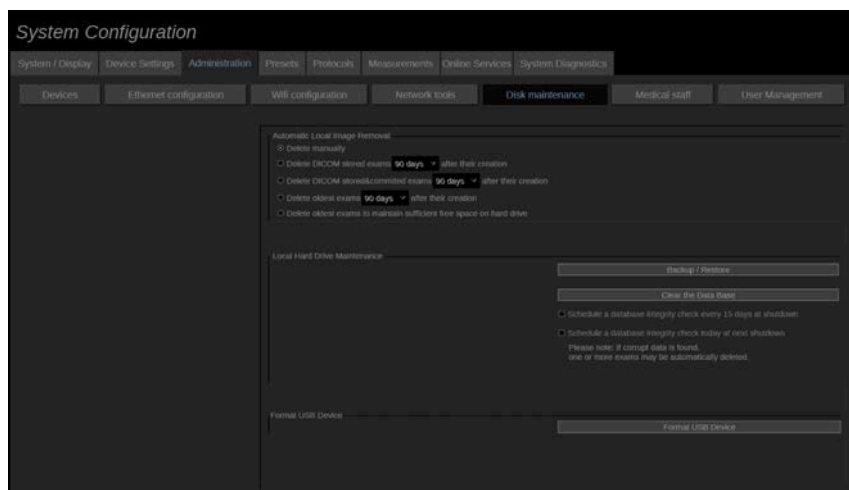 System Configuration
System / Display Device Settings Administration Presets Protocols Measurements Online Services System Diagnostics
Devices Ethernet configuration Wifi configuration Network tools Disk maintenance Medical staff User Management
Automatic Local Image Removal
Delete manually
Delete DICOM stored exams 90 days after their creation
Delete DICOM stored&commited exams 90 days after their creation
Delete oldest exams 90 days after their creation
Delete oldest exams to maintain sufficient free space on hard drive
Local Hard Drive Maintenance
Backup / Restore
Clear the Data Base
Schedule a database integrity check every 15 days at shutdown
Schedule a database integrity check today at next shutdown
Please note: if corrupt data is found,
one or more exams may be automatically deleted.
Format USB Device
Format USB Device